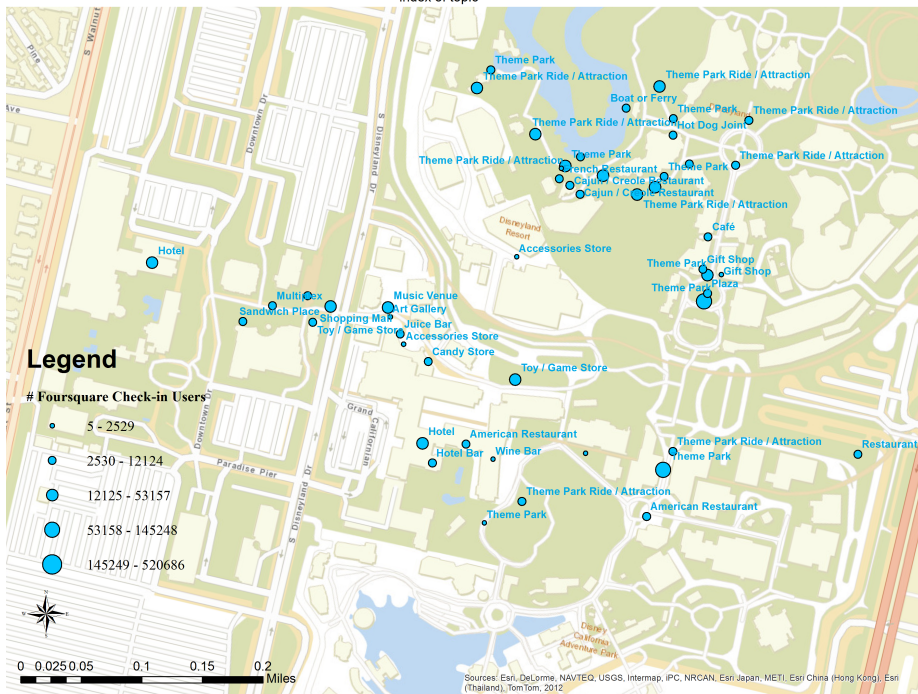 Theme Park
Theme Park Ride / Attraction
Theme Park Ride / Attraction
Boat or Ferry
Theme Park
Theme Park Ride / Attraction
Hot Dog Joint
Theme Park Ride / Attraction
Theme Park Ride / Attraction
Theme Park
French Restaurant
Theme Park
Theme Park Ride / Attraction
Cajun / Creole Restaurant
Cajun / Creole Restaurant
Theme Park Ride / Attraction
S Walnut
Pine
Ave
Downtown Dr
S Disneyland Dr
Disneyland
Resort
Café
Accessories Store
Hotel
Theme Park
Gift Shop
Gift Shop
Plaza
Theme Park
Multiplex
Music Venue
Sandwich Place
Shopping Mall
Art Gallery
Toy / Game Store
Juice Bar
Accessories Store
Candy Store
Toy / Game Store
Legend
# Foursquare Check-in Users
5 - 2529
2530 - 12124
12125 - 53157
53158 - 145248
145249 - 520686
Downtown Dr
Grand
Californian
Paradise Pier
S Disneyland Dr
Hotel
American Restaurant
Hotel Bar
Wine Bar
Theme Park Ride / Attraction
Theme Park
Restaurant
Theme Park Ride / Attraction
Theme Park
American Restaurant
Disney
California
Adventure Park
0 0.025 0.05 0.1 0.15 0.2
Miles
Sources: Esri, DeLorme, NAVTEQ, USGS, Intermap, iPC, NRCAN, Esri Japan, METI, Esri China (Hong Kong), Esri
(Thailand), TomTom, 2012